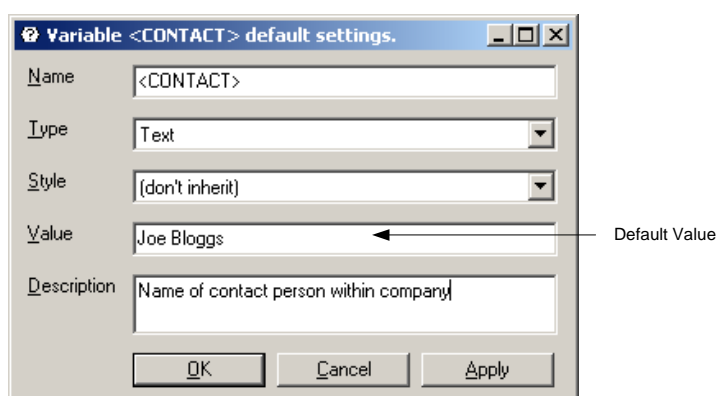 Variable <CONTACT> default settings.
Name <CONTACT>
Type Text
Style (don't inherit)
Value Joe Bloggs Default Value
Description Name of contact person within company
OK Cancel Apply